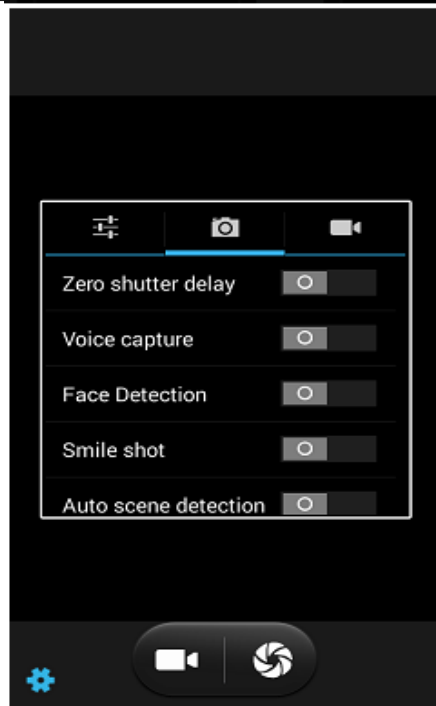 Zero shutter delay
Voice capture
Face Detection
Smile shot
Auto scene detection